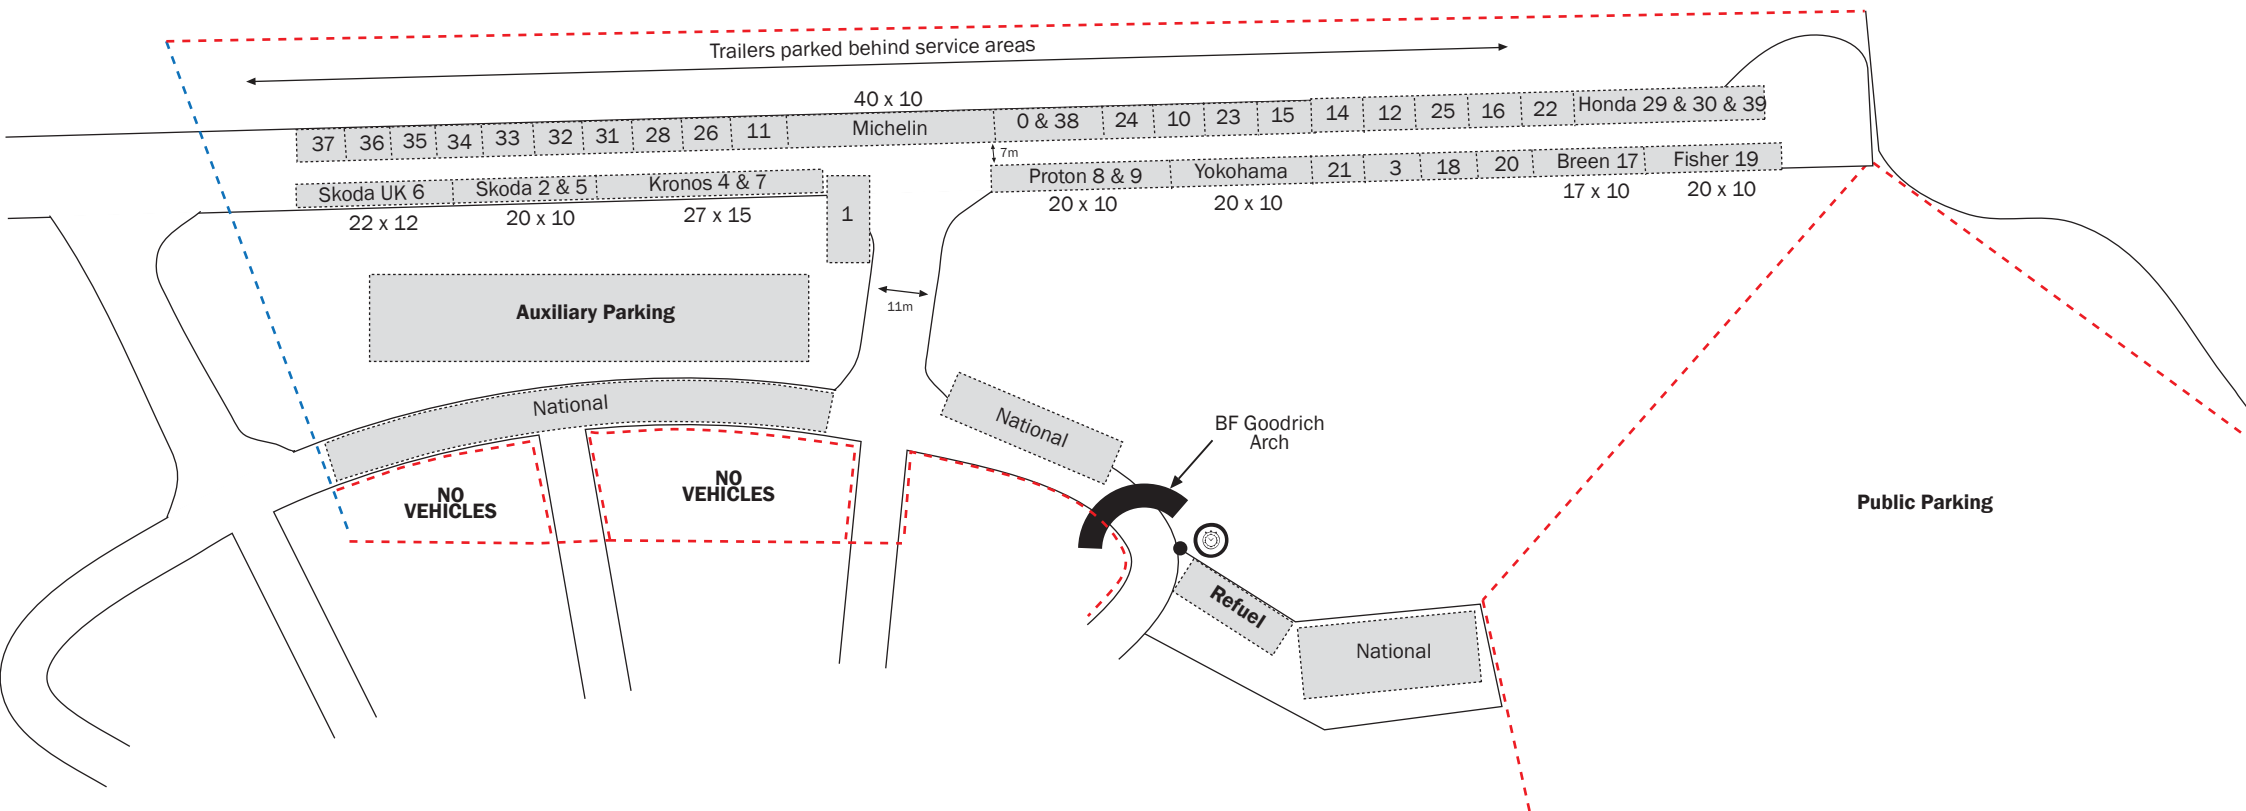 Trailers parked behind service areas
40 x 10
37 36 35 34 33 32 31 28 26 11 Michelin 0 & 38 24 10 23 15 14 12 25 16 22 Honda 29 & 30 & 39
7m
Skoda UK 6 Skoda 2 & 5 Kronos 4 & 7 Proton 8 & 9 Yokohama 21 3 18 20 Breen 17 Fisher 19
22 x 12 20 x 10 27 x 15 1 20 x 10 20 x 10 17 x 10 20 x 10
11m
Auxiliary Parking
National
National
BF Goodrich
Arch
NO
VEHICLES
NO
VEHICLES
Public Parking
Refuel
National